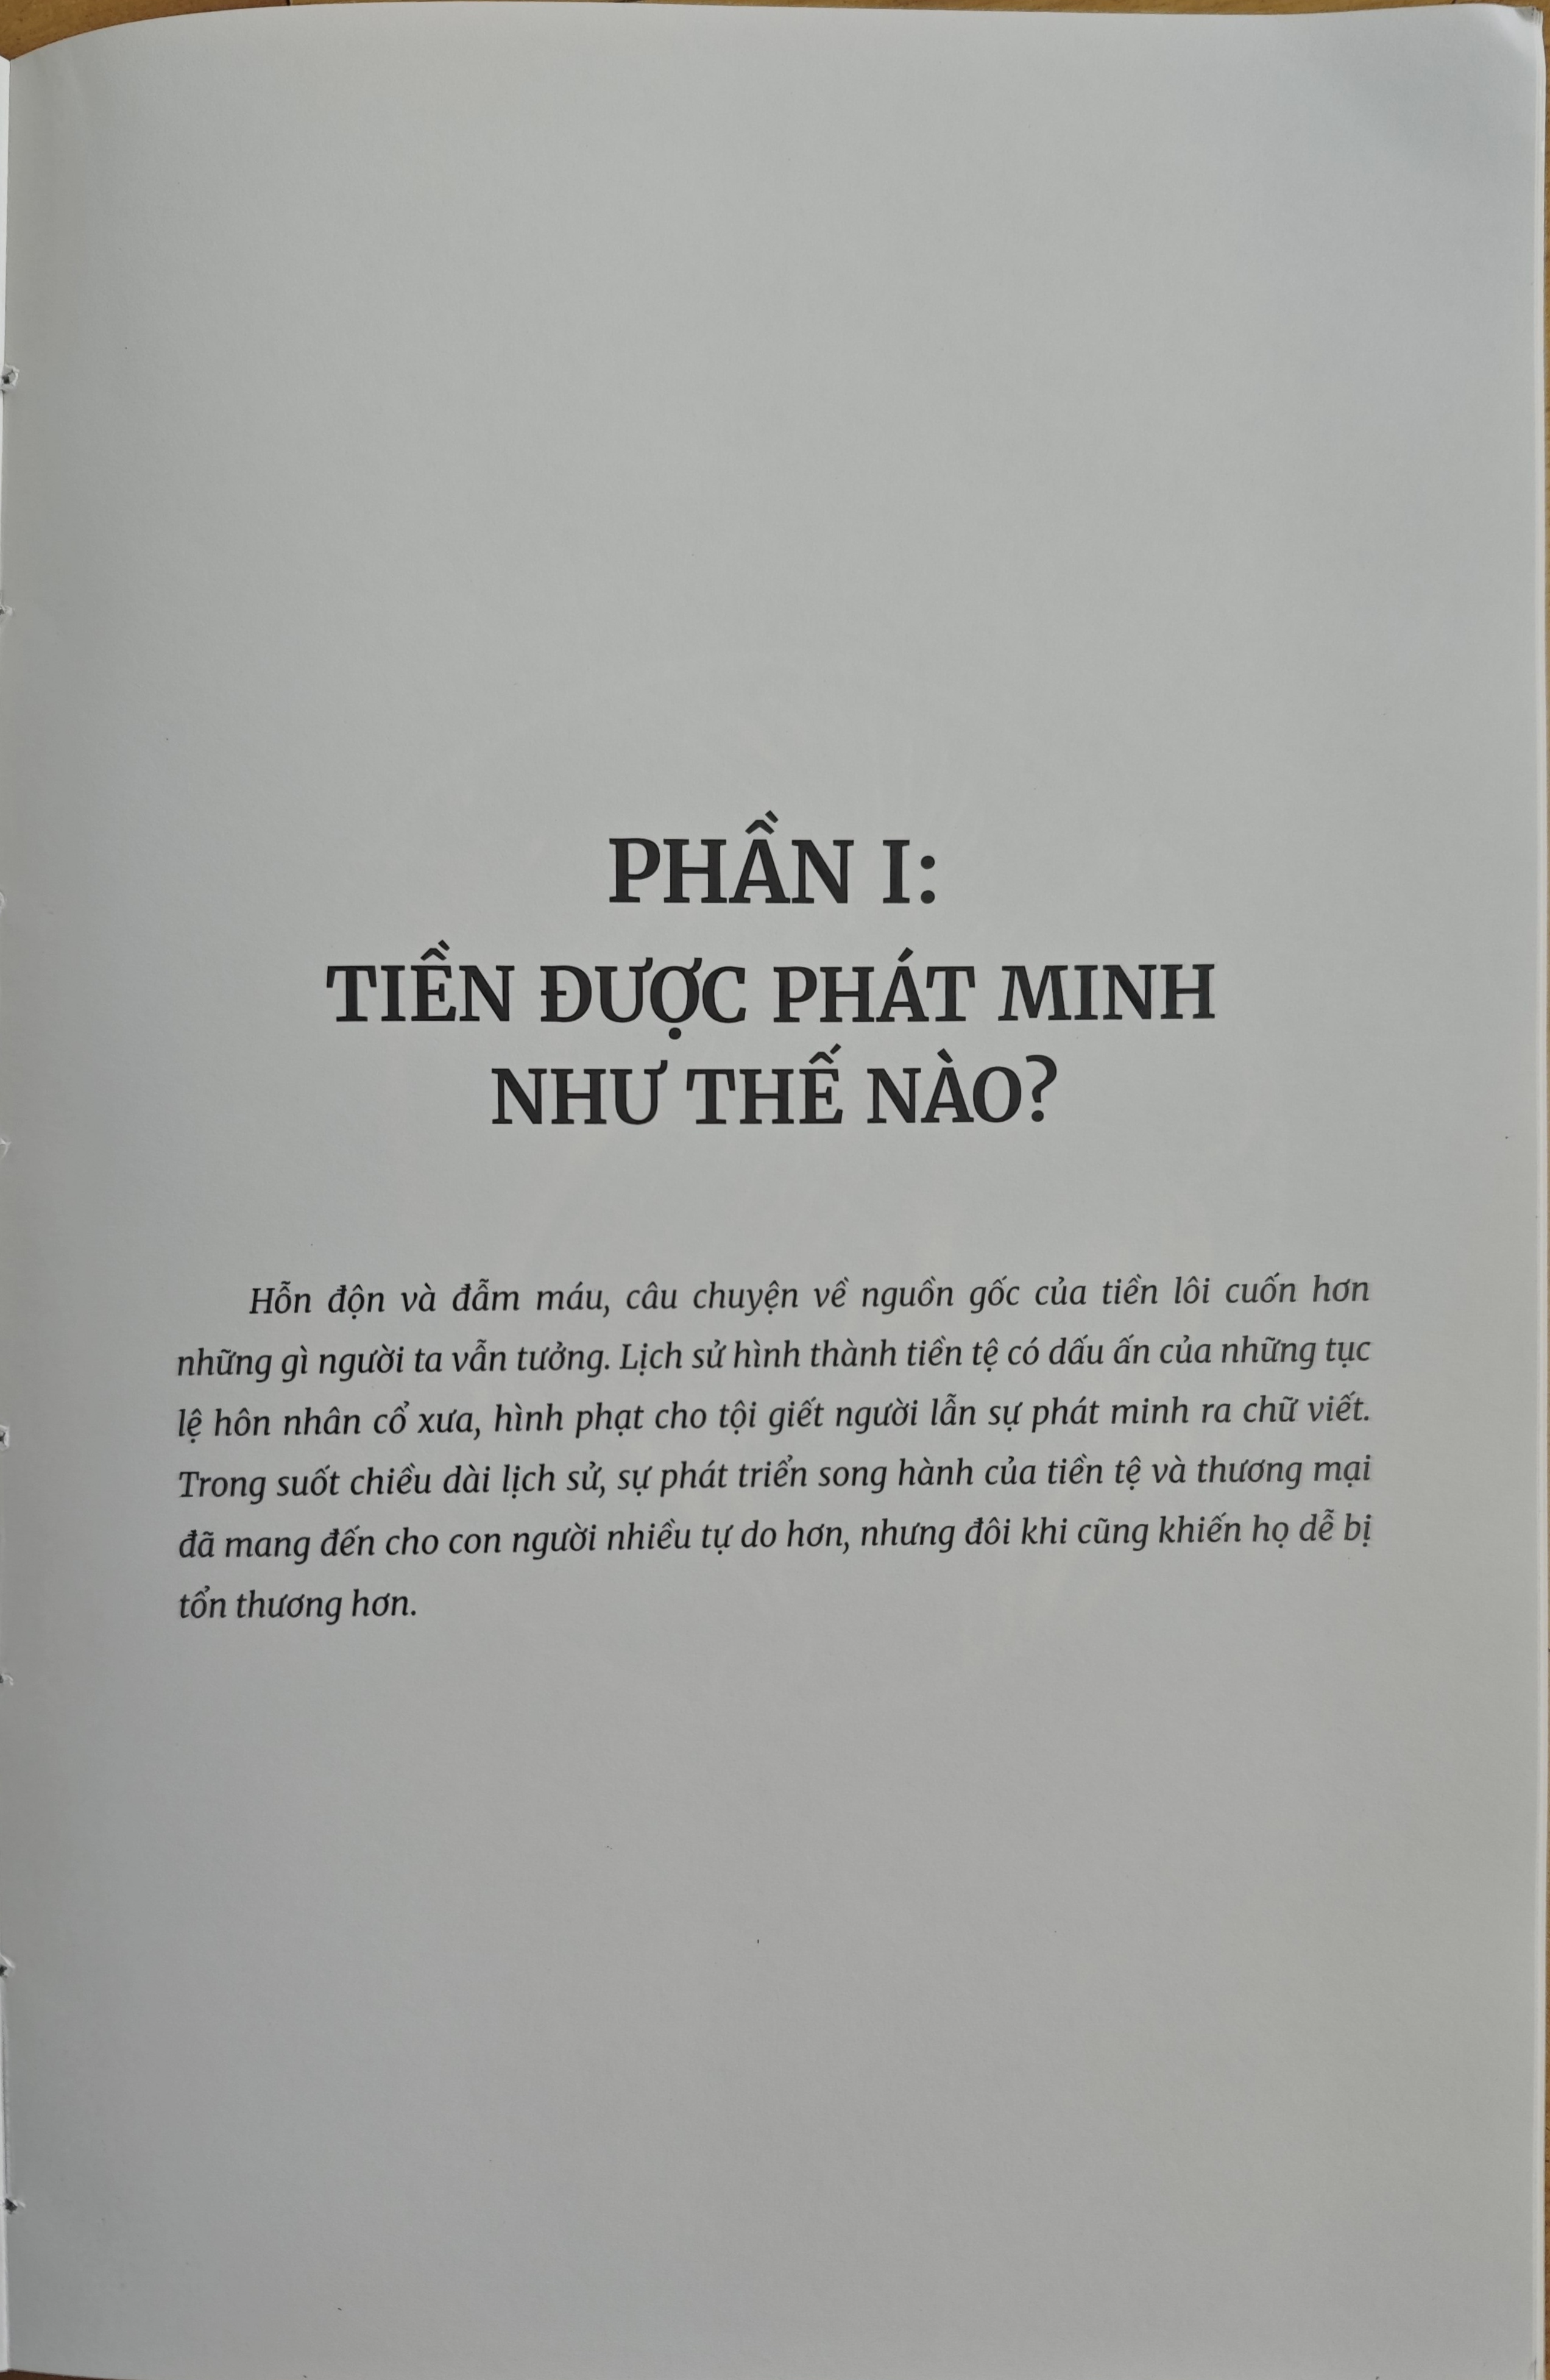 PHẦN I:
TIỀN ĐƯỢC PHÁT MINH
NHƯ THẾ NÀO?
Hỗn độn và đẫm máu, câu chuyện về nguồn gốc của tiền lôi cuốn hơn
những gì người ta vẫn tưởng. Lịch sử hình thành tiền tệ có dấu ấn của những tục
lệ hôn nhân cổ xưa, hình phạt cho tội giết người lẫn sự phát minh ra chữ viết.
Trong suốt chiều dài lịch sử, sự phát triển song hành của tiền tệ và thương mại
đã mang đến cho con người nhiều tự do hơn, nhưng đôi khi cũng khiến họ dễ bị
tổn thương hơn.